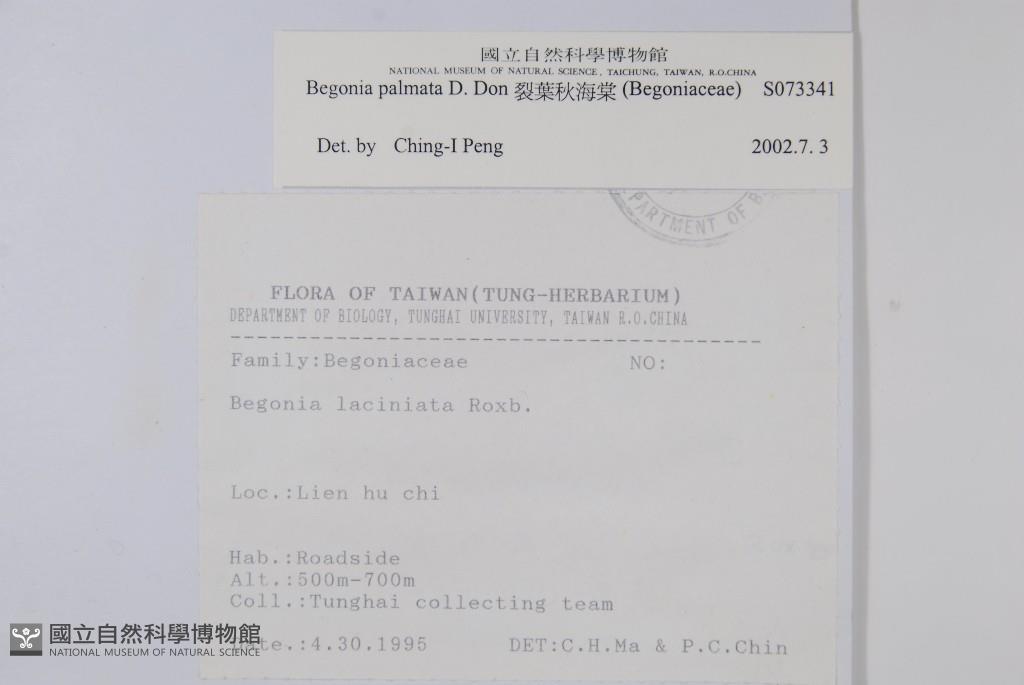 國立自然科學博物館
NATIONAL MUSEUM OF NATURAL SCIENCE, TAICHUNG, TAIWAN, R.O.CHINA
Begonia palmata D. Don 裂葉秋海棠 (Begoniaceae) S073341
Det. by Ching-I Peng 2002.7. 3
PARTMENT OF B
FLORA OF TAIWAN(TUNG-HERBARIUM)
DEPARTMENT OF BIOLOGY, TUNGHAI UNIVERSITY, TAIWAN R.O.CHINA
Family:Begoniaceae NO:
Begonia laciniata Roxb.
Loc.:Lien hu chi
Hab.:Roadside
Alt.:500m-700m
Coll.:Tunghai collecting team
Date.:4.30.1995 DET:C.H.Ma & P.C.Chin
國立自然科學博物館
NATIONAL MUSEUM OF NATURAL SCIENCE